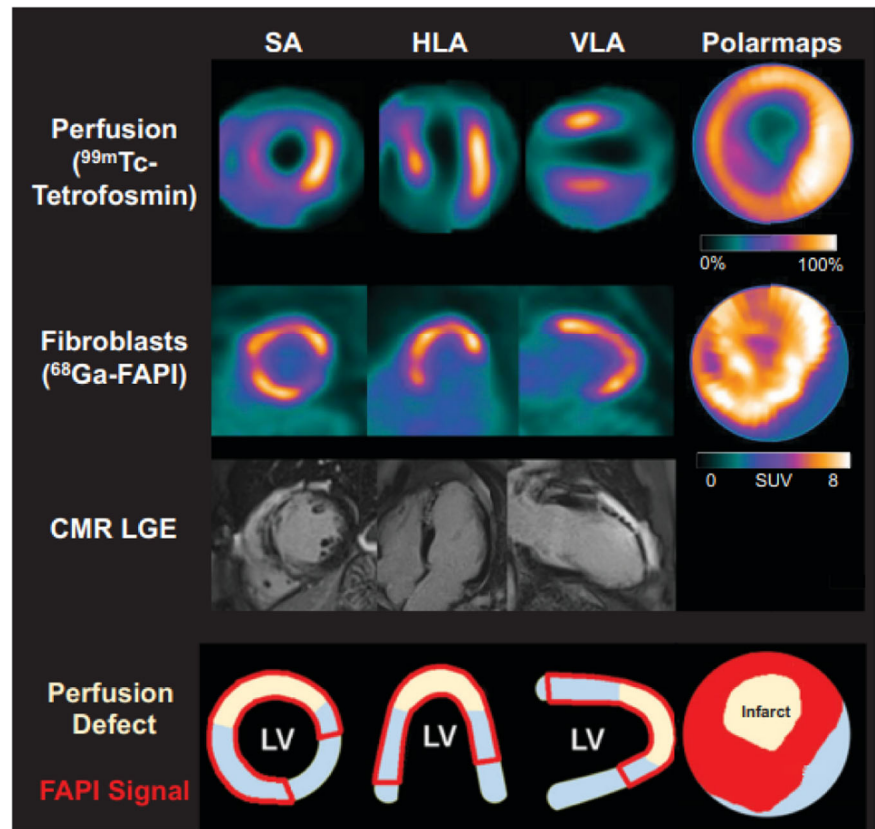 SA HLA VLA Polarmaps
Perfusion
(⁹⁹ᵐTc-
Tetrofosmin)
0% 100%
Fibroblasts
(⁶⁸Ga-FAPI)
0 SUV 8
CMR LGE
Perfusion
Defect
FAPI Signal
LV LV LV Infarct